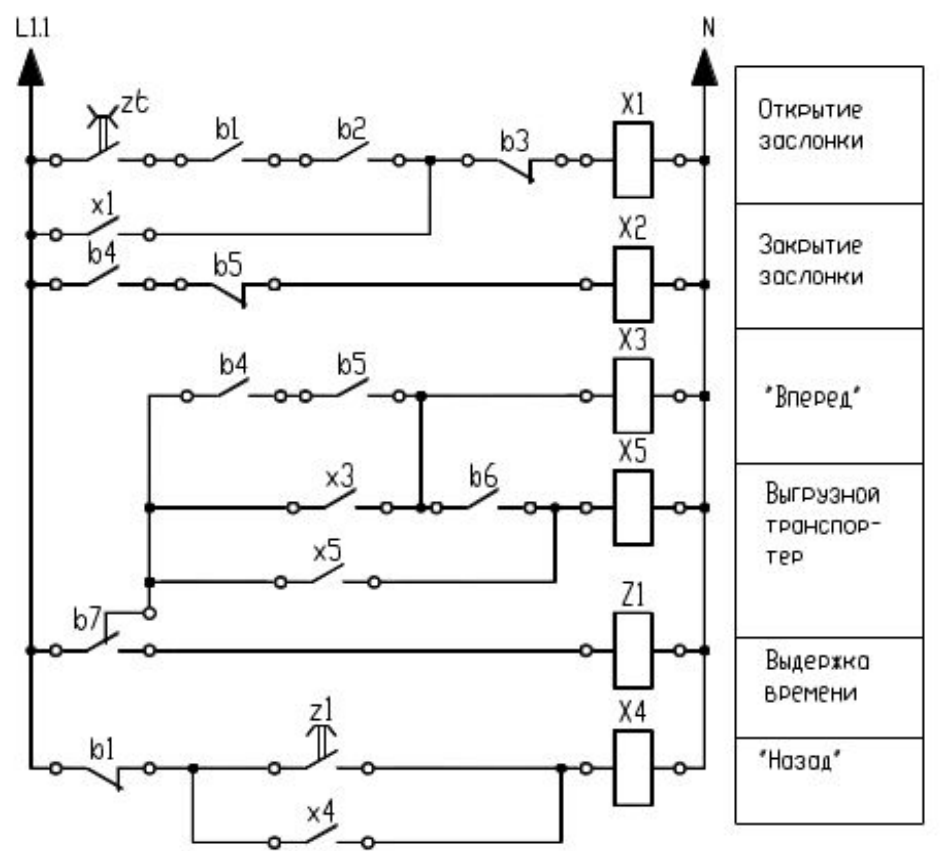 L1.1
N
zt
b1
b2
b3
X1
Открытие
заслонки
x1
b4
b5
X2
Закрытие
заслонки
b4
b5
X3
"Вперед"
x3
b6
X5
Выгрузной
транспор-
тер
x5
b7
Z1
Выдержка
времени
b1
z1
X4
"Назад"
x4